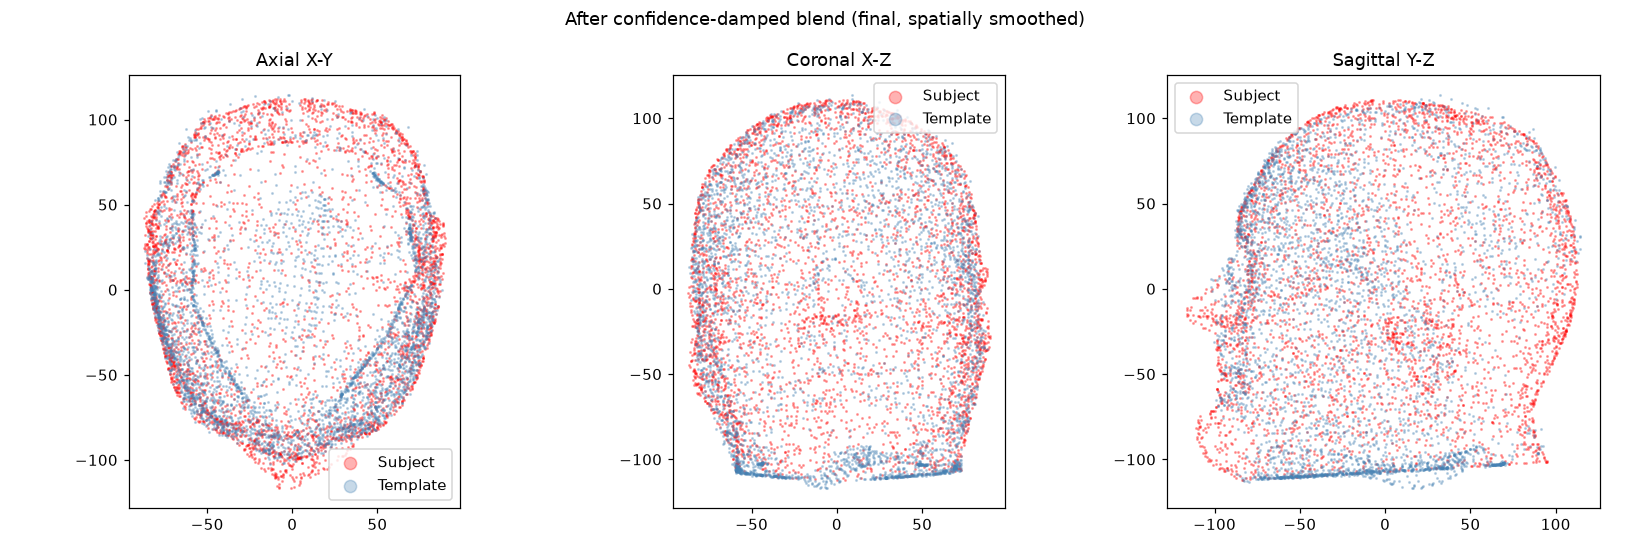 After confidence-damped blend (final, spatially smoothed)
Axial X-Y
100
50
0
−50
−100
−50 0 50
Subject
Template
Coronal X-Z
100
50
0
−50
−100
−50 0 50
Subject
Template
Sagittal Y-Z
100
50
0
−50
−100
−100 −50 0 50 100
Subject
Template